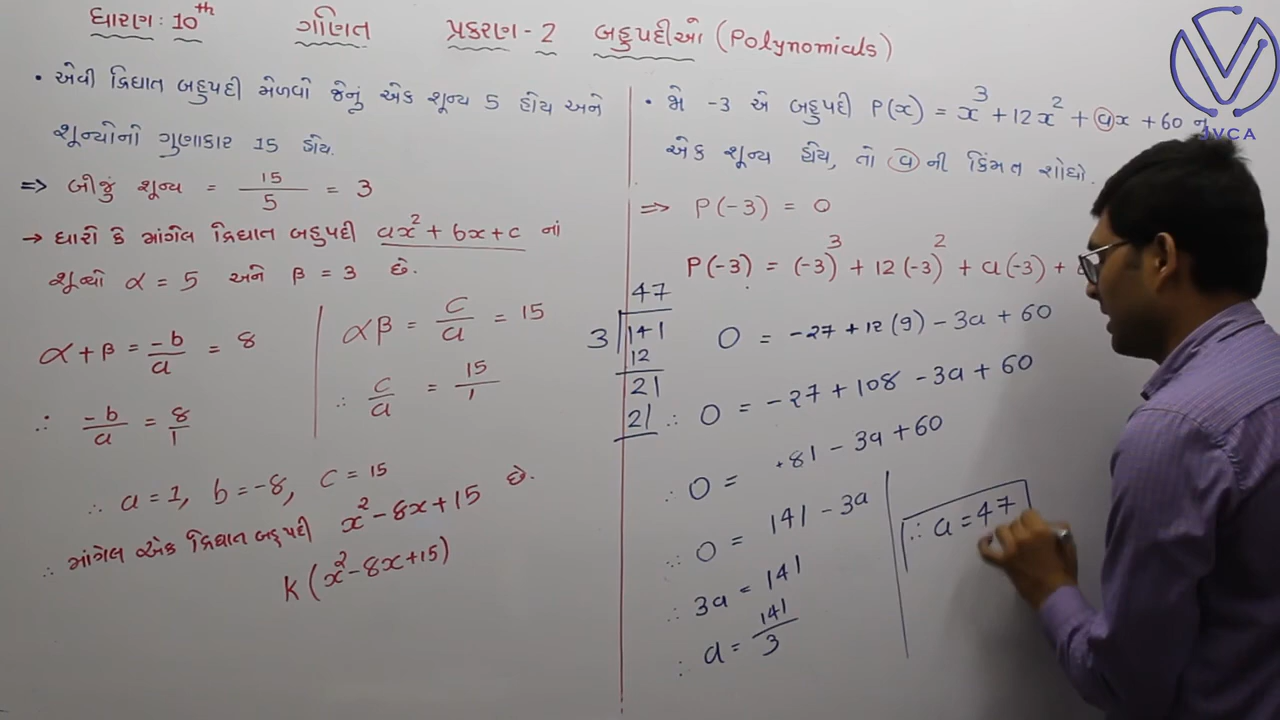 ધોરણ : 10th ગણિત પ્રકરણ - 2 બહુપદીઓ (Polynomials)
• એવી દ્વિઘાત બહુપદી મેળવો જેનું એક શૂન્ય 5 હોય અને
શૂન્યોનો ગુણાકાર 15 હોય.
=> બીજું શૂન્ય = 15/5 = 3
→ ધારો કે માંગેલ દ્વિઘાત બહુપદી ax² + bx + c નાં
શૂન્યો α = 5 અને β = 3 છે.
α + β = -b/a = 8
∴ -b/a = 8/1
αβ = c/a = 15
∴ c/a = 15/1
∴ a = 1, b = -8, c = 15
∴ માંગેલ એક દ્વિઘાત બહુપદી x² - 8x + 15 છે.
k(x² - 8x + 15)
• જો -3 એ બહુપદી P(x) = x³ + 12x² + ax + 60 નું
એક શૂન્ય હોય, તો a ની કિંમત શોધો.
=> P(-3) = 0
P(-3) = (-3)³ + 12(-3)² + a(-3) +
0 = -27 + 12(9) - 3a + 60
∴ 0 = -27 + 108 - 3a + 60
∴ 0 = +81 - 3a + 60
∴ 0 = 141 - 3a
∴ 3a = 141
∴ a = 141/3
47
3 141
12
21
21
∴ a = 47
JVCA